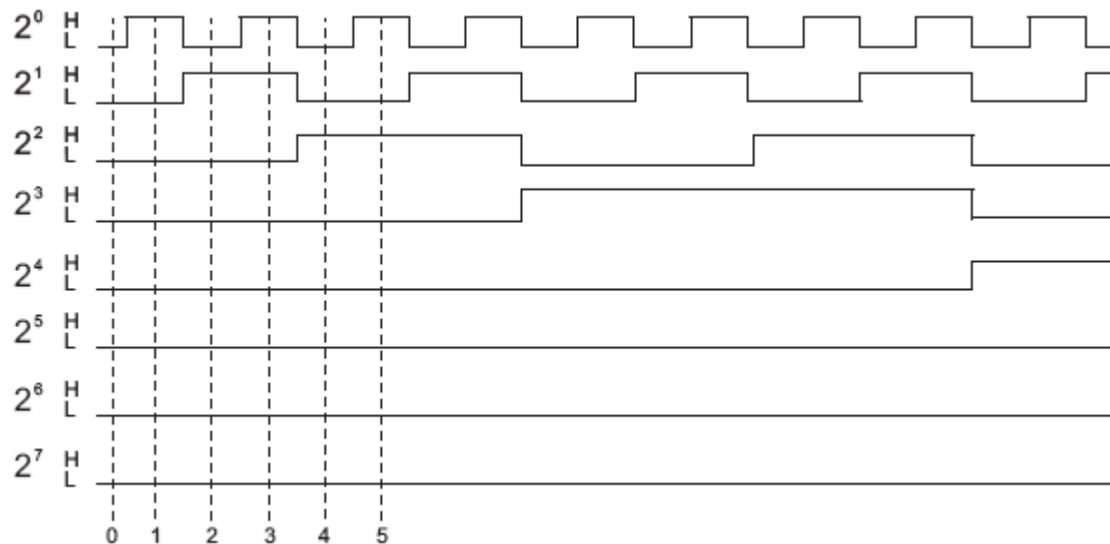 2⁰ H
L
2¹ H
L
2² H
L
2³ H
L
2⁴ H
L
2⁵ H
L
2⁶ H
L
2⁷ H
L
0 1 2 3 4 5